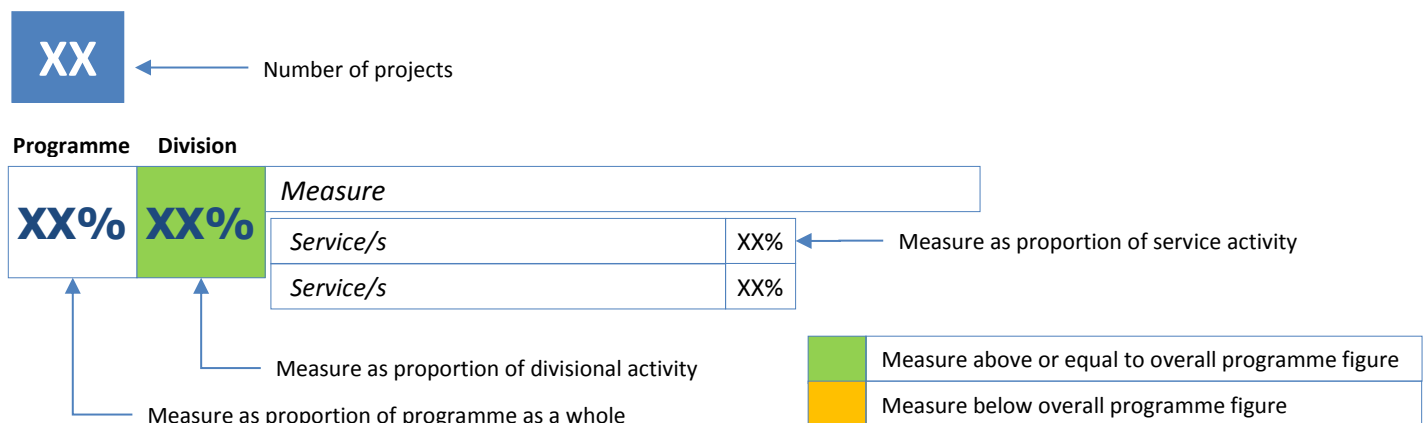 XX
Number of projects
Programme Division
XX% XX% Measure
Service/s XX% Measure as proportion of service activity
Service/s XX%
Measure as proportion of divisional activity
Measure above or equal to overall programme figure
Measure below overall programme figure
Measure as proportion of programme as a whole